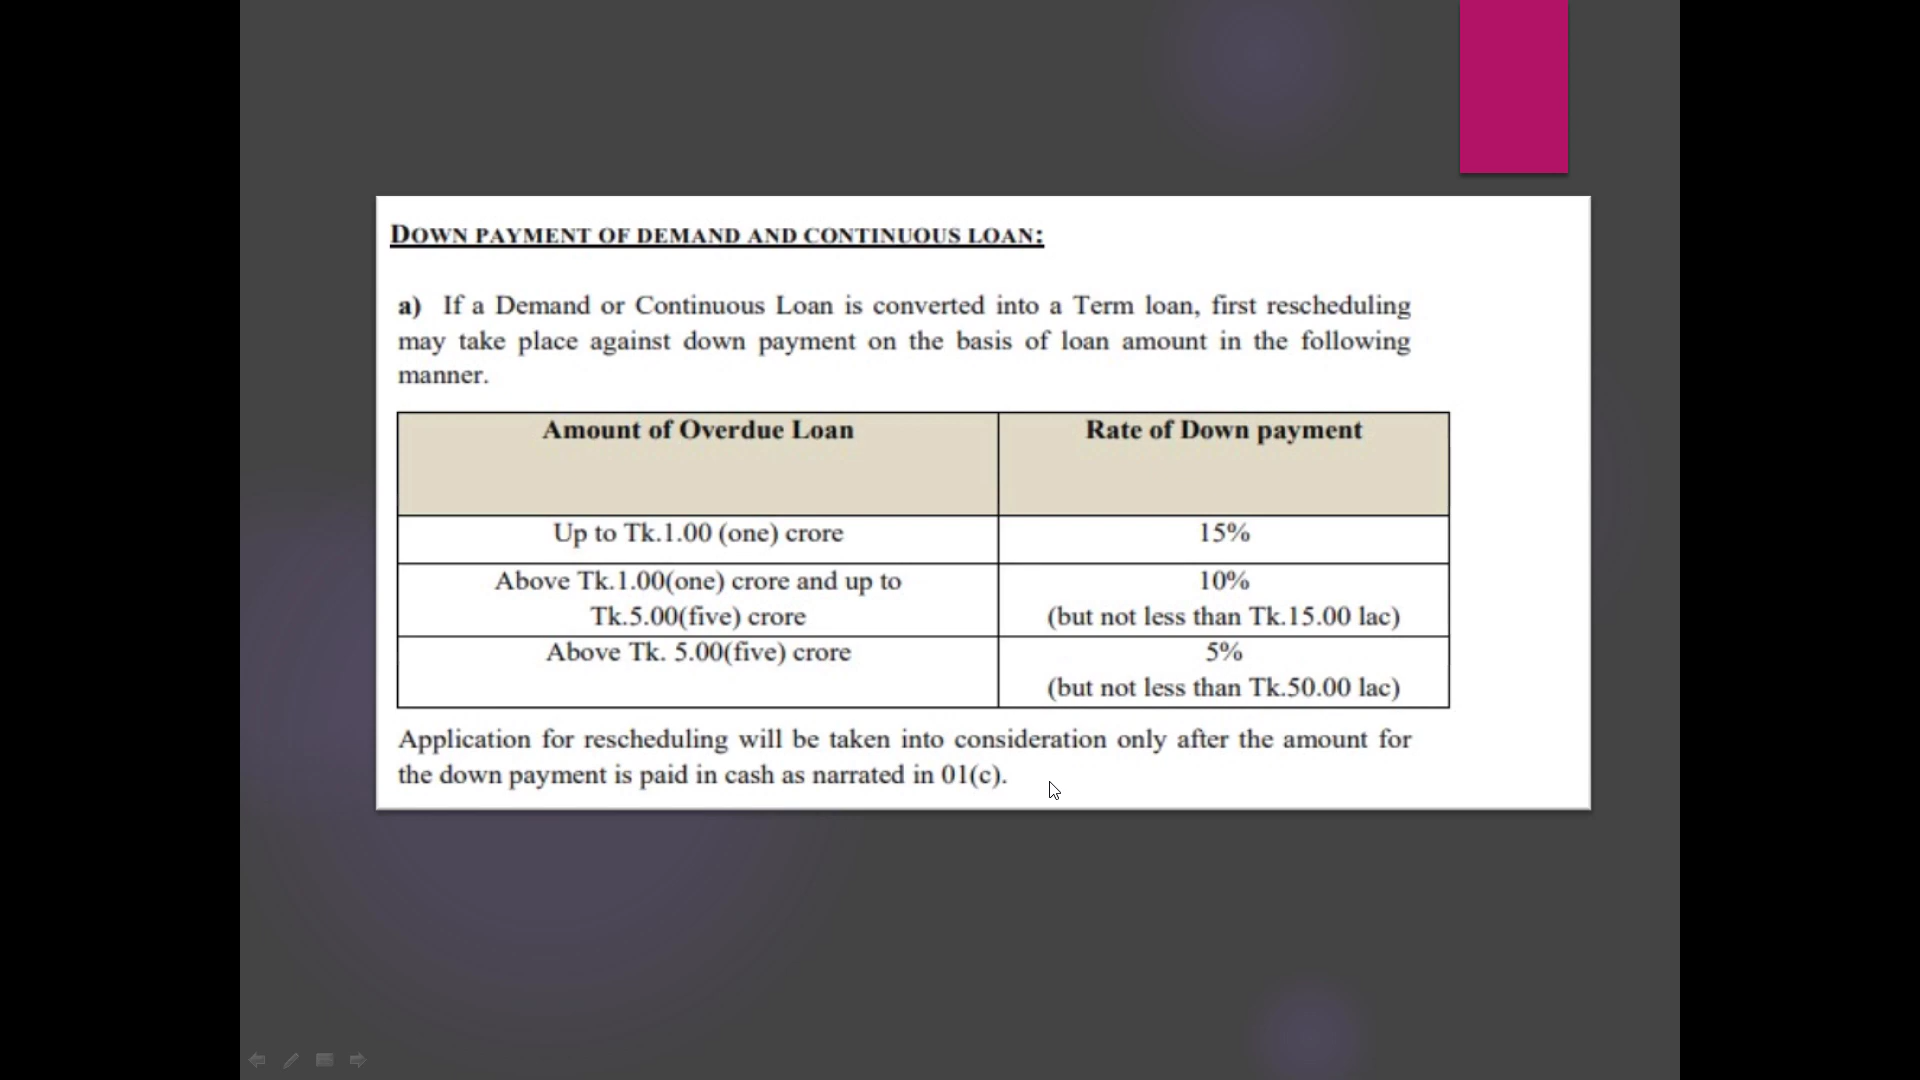 DOWN PAYMENT OF DEMAND AND CONTINUOUS LOAN:
a) If a Demand or Continuous Loan is converted into a Term loan, first rescheduling
may take place against down payment on the basis of loan amount in the following
manner.
Amount of Overdue Loan
Rate of Down payment
Up to Tk.1.00 (one) crore
15%
Above Tk.1.00(one) crore and up to
Tk.5.00(five) crore
10%
(but not less than Tk.15.00 lac)
Above Tk. 5.00(five) crore
5%
(but not less than Tk.50.00 lac)
Application for rescheduling will be taken into consideration only after the amount for
the down payment is paid in cash as narrated in 01(c).